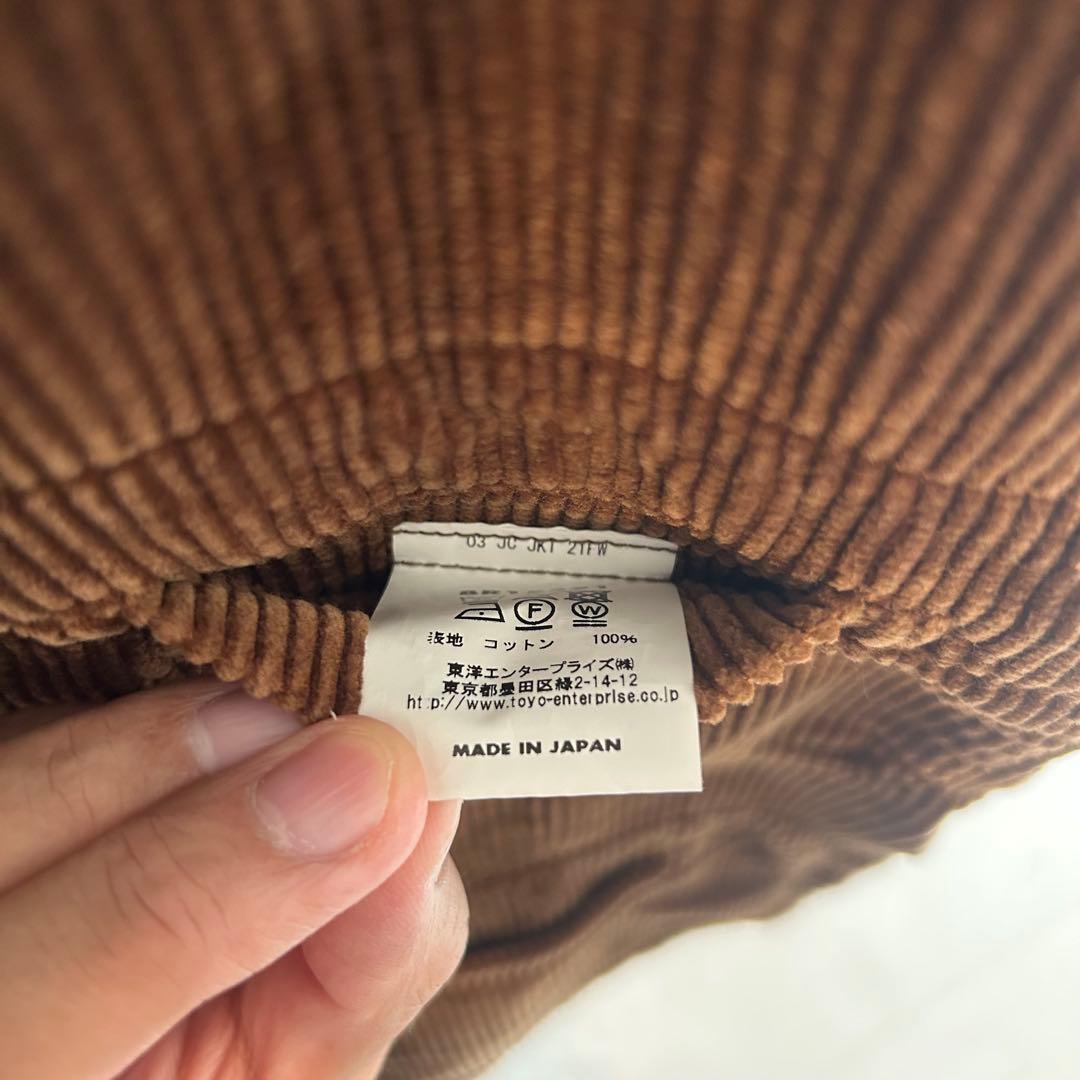 03 JC JKT 21FW
F W
表地 コットン 100%
東洋エンタープライズ㈱
東京都墨田区緑2-14-12
http://www.toyo-enterprise.co.jp
MADE IN JAPAN